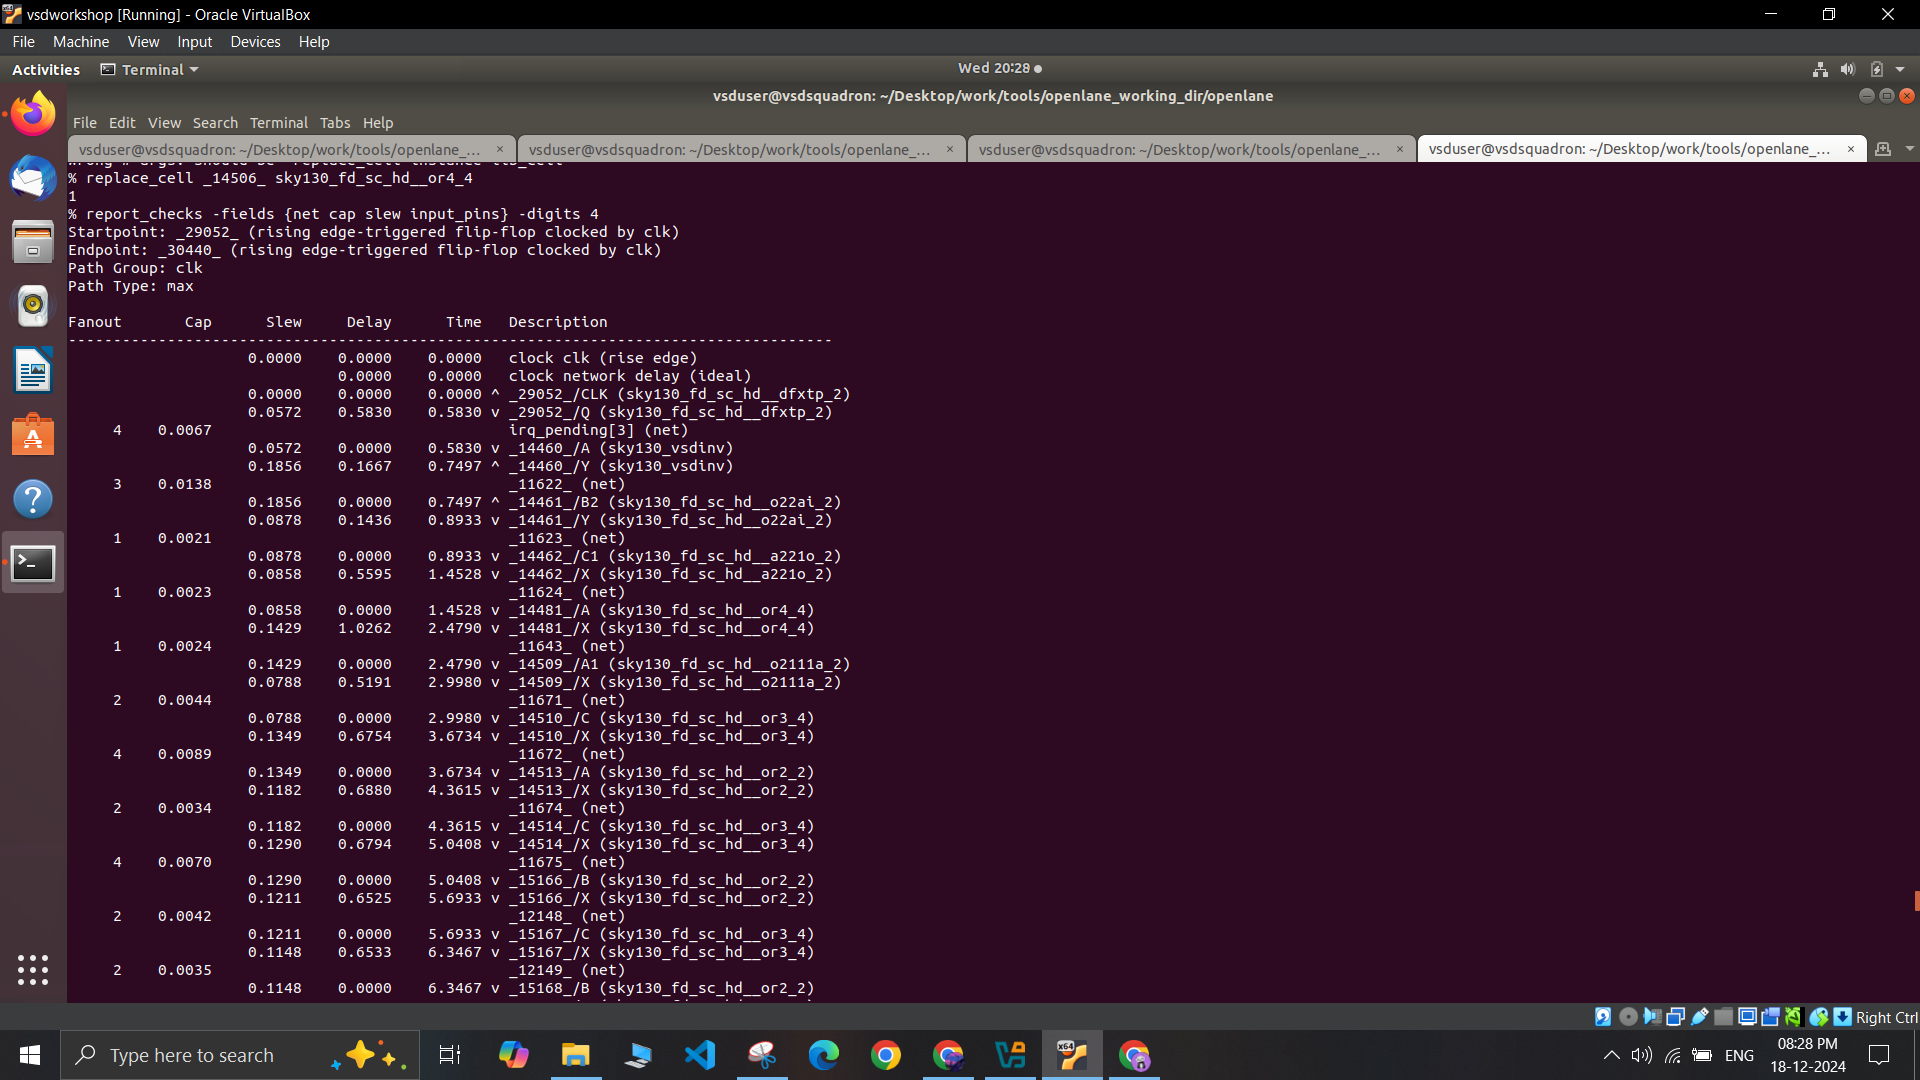 vsdworkshop [Running] - Oracle VirtualBox
File Machine View Input Devices Help
Activities Terminal Wed 20:28
vsduser@vsdsquadron: ~/Desktop/work/tools/openlane_working_dir/openlane
File Edit View Search Terminal Tabs Help
vsduser@vsdsquadron: ~/Desktop/work/tools/openlane_... × vsduser@vsdsquadron: ~/Desktop/work/tools/openlane_... × vsduser@vsdsquadron: ~/Desktop/work/tools/openlane_... × vsduser@vsdsquadron: ~/Desktop/work/tools/openlane_... ×
% replace_cell _14506_ sky130_fd_sc_hd__or4_4
1
% report_checks -fields {net cap slew input_pins} -digits 4
Startpoint: _29052_ (rising edge-triggered flip-flop clocked by clk)
Endpoint: _30440_ (rising edge-triggered flip-flop clocked by clk)
Path Group: clk
Path Type: max
Fanout Cap Slew Delay Time Description
-------------------------------------------------------------------------------------
0.0000 0.0000 0.0000 clock clk (rise edge)
0.0000 0.0000 clock network delay (ideal)
0.0000 0.0000 0.0000 ^ _29052_/CLK (sky130_fd_sc_hd__dfxtp_2)
0.0572 0.5830 0.5830 v _29052_/Q (sky130_fd_sc_hd__dfxtp_2)
4 0.0067 irq_pending[3] (net)
0.0572 0.0000 0.5830 v _14460_/A (sky130_vsdinv)
0.1856 0.1667 0.7497 ^ _14460_/Y (sky130_vsdinv)
3 0.0138 _11622_ (net)
0.1856 0.0000 0.7497 ^ _14461_/B2 (sky130_fd_sc_hd__o22ai_2)
0.0878 0.1436 0.8933 v _14461_/Y (sky130_fd_sc_hd__o22ai_2)
1 0.0021 _11623_ (net)
0.0878 0.0000 0.8933 v _14462_/C1 (sky130_fd_sc_hd__a221o_2)
0.0858 0.5595 1.4528 v _14462_/X (sky130_fd_sc_hd__a221o_2)
1 0.0023 _11624_ (net)
0.0858 0.0000 1.4528 v _14481_/A (sky130_fd_sc_hd__or4_4)
0.1429 1.0262 2.4790 v _14481_/X (sky130_fd_sc_hd__or4_4)
1 0.0024 _11643_ (net)
0.1429 0.0000 2.4790 v _14509_/A1 (sky130_fd_sc_hd__o2111a_2)
0.0788 0.5191 2.9980 v _14509_/X (sky130_fd_sc_hd__o2111a_2)
2 0.0044 _11671_ (net)
0.0788 0.0000 2.9980 v _14510_/C (sky130_fd_sc_hd__or3_4)
0.1349 0.6754 3.6734 v _14510_/X (sky130_fd_sc_hd__or3_4)
4 0.0089 _11672_ (net)
0.1349 0.0000 3.6734 v _14513_/A (sky130_fd_sc_hd__or2_2)
0.1182 0.6880 4.3615 v _14513_/X (sky130_fd_sc_hd__or2_2)
2 0.0034 _11674_ (net)
0.1182 0.0000 4.3615 v _14514_/C (sky130_fd_sc_hd__or3_4)
0.1290 0.6794 5.0408 v _14514_/X (sky130_fd_sc_hd__or3_4)
4 0.0070 _11675_ (net)
0.1290 0.0000 5.0408 v _15166_/B (sky130_fd_sc_hd__or2_2)
0.1211 0.6525 5.6933 v _15166_/X (sky130_fd_sc_hd__or2_2)
2 0.0042 _12148_ (net)
0.1211 0.0000 5.6933 v _15167_/C (sky130_fd_sc_hd__or3_4)
0.1148 0.6533 6.3467 v _15167_/X (sky130_fd_sc_hd__or3_4)
2 0.0035 _12149_ (net)
0.1148 0.0000 6.3467 v _15168_/B (sky130_fd_sc_hd__or2_2)
Right Ctrl
Type here to search
ENG 08:28 PM
18-12-2024